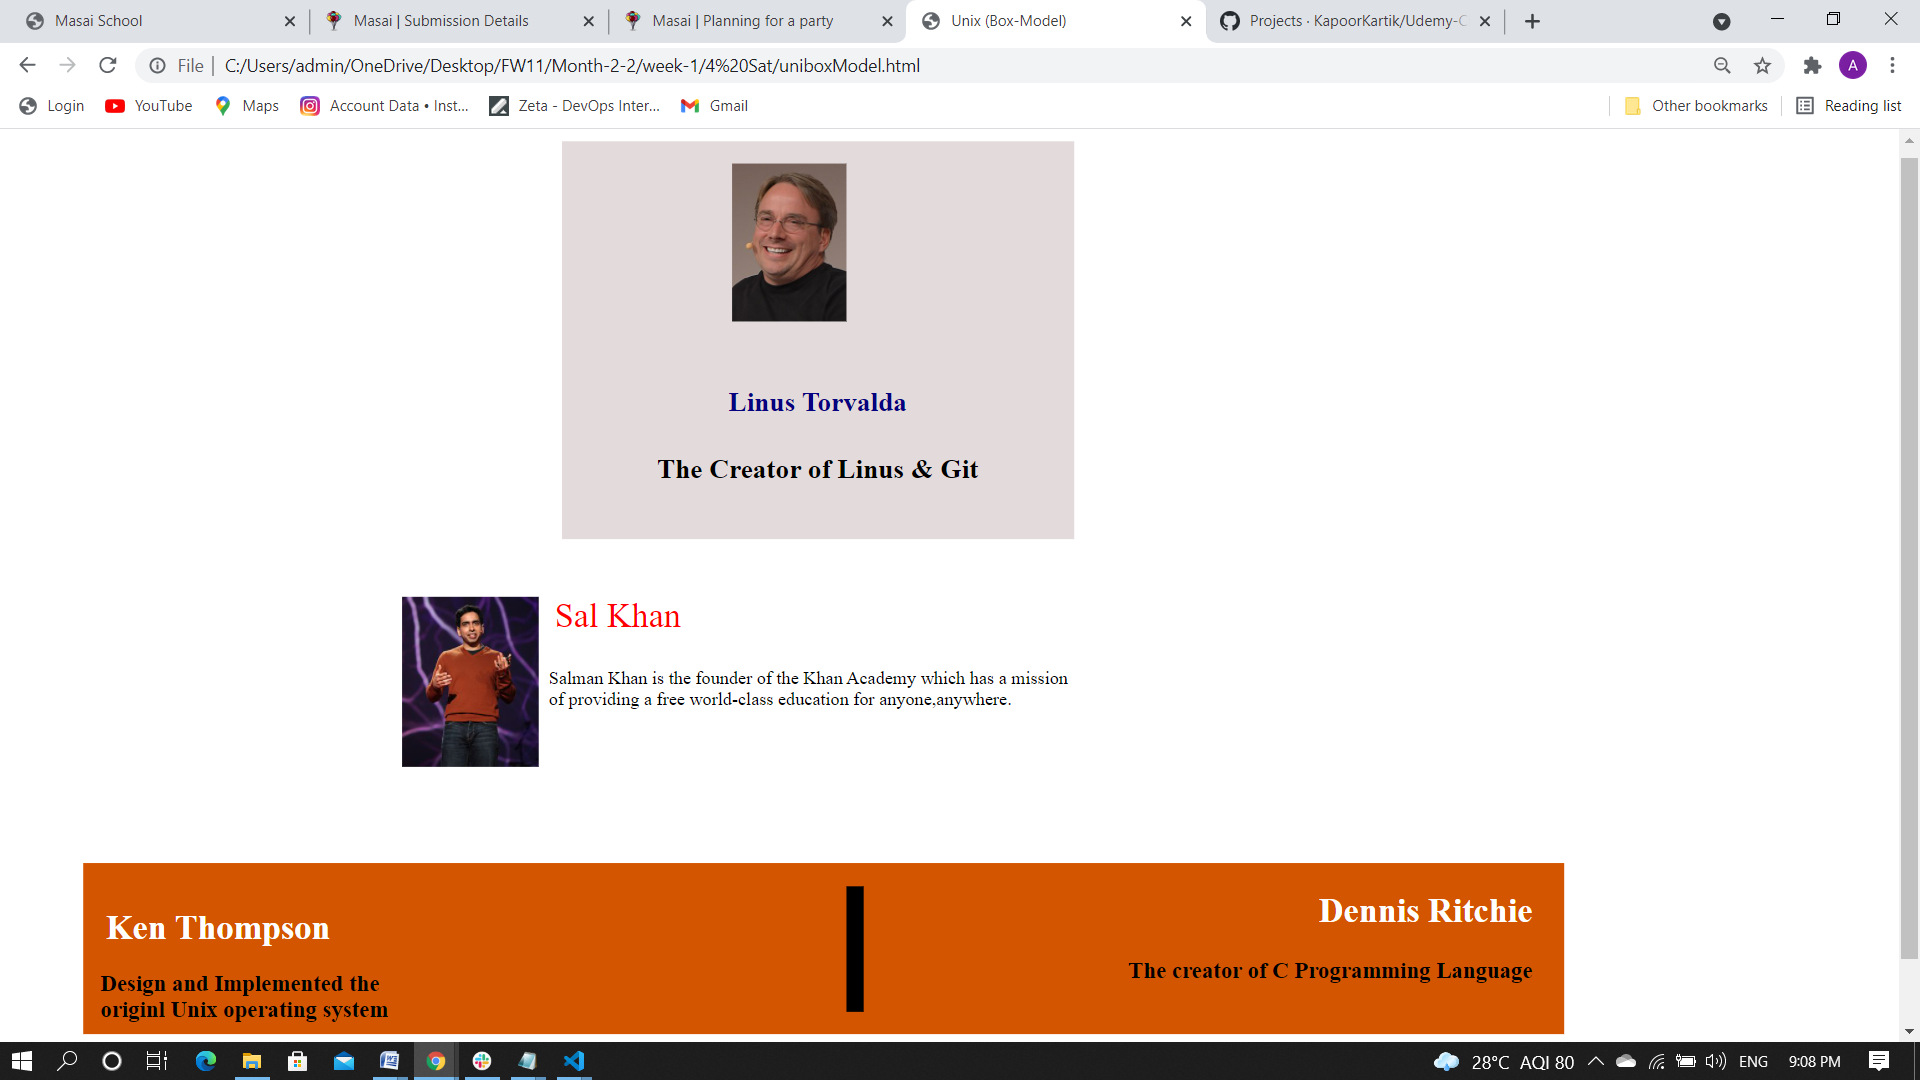 Masai School
Masai | Submission Details
Masai | Planning for a party
Unix (Box-Model)
Projects · KapoorKartik/Udemy-C
File | C:/Users/admin/OneDrive/Desktop/FW11/Month-2-2/week-1/4%20Sat/uniboxModel.html
A
Login
YouTube
Maps
Account Data • Inst...
Zeta - DevOps Inter...
Gmail
Other bookmarks
Reading list
Linus Torvalda
The Creator of Linus & Git
Sal Khan
Salman Khan is the founder of the Khan Academy which has a mission
of providing a free world-class education for anyone,anywhere.
Ken Thompson
Design and Implemented the
originl Unix operating system
Dennis Ritchie
The creator of C Programming Language
28°C AQI 80
ENG
9:08 PM